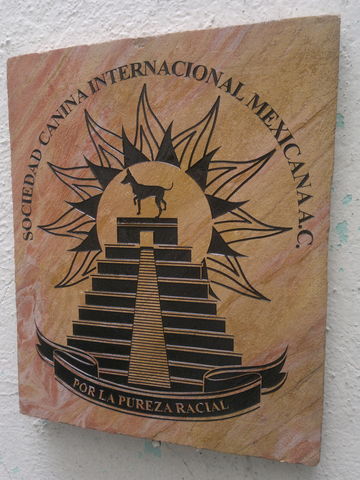 SOCIEDAD CANINA INTERNACIONAL MEXICANA A.C.
POR LA PUREZA RACIAL